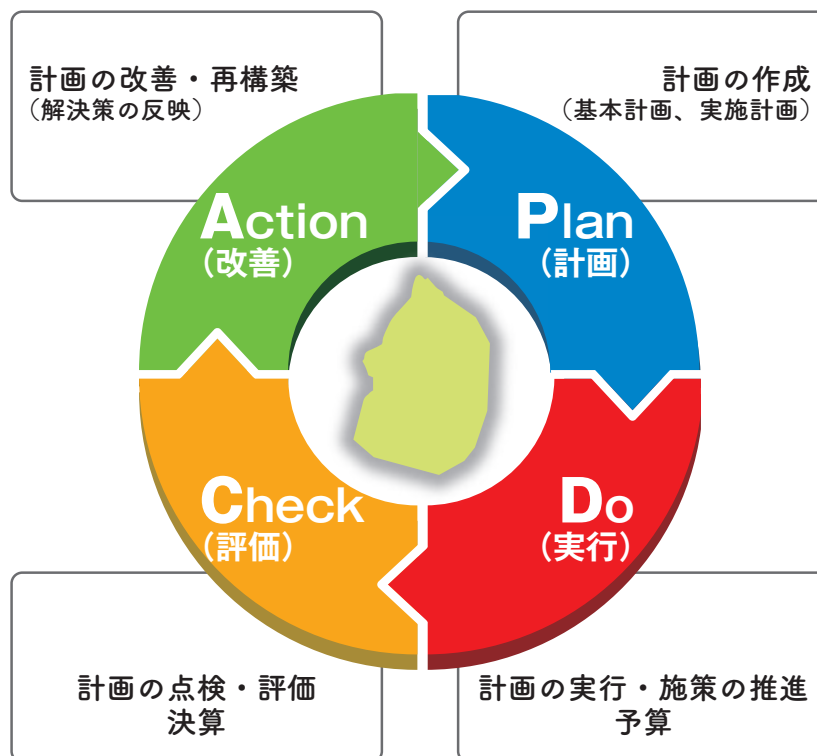 計画の改善・再構築
（解決策の反映）
計画の作成
（基本計画、実施計画）
Action
（改善）
Plan
（計画）
Check
（評価）
Do
（実行）
計画の点検・評価
決算
計画の実行・施策の推進
予算